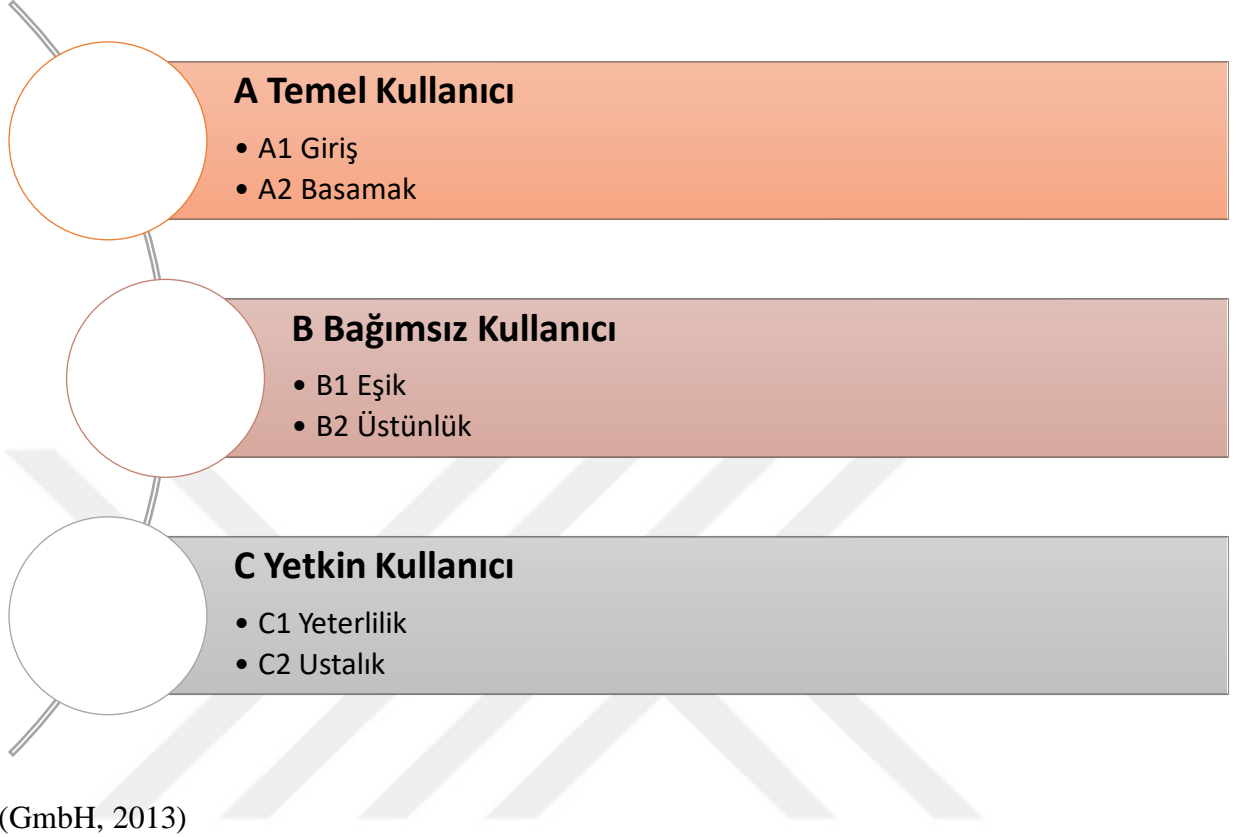 A Temel Kullanıcı
• A1 Giriş
• A2 Basamak
B Bağımsız Kullanıcı
• B1 Eşik
• B2 Üstünlük
C Yetkin Kullanıcı
• C1 Yeterlilik
• C2 Ustalık
(GmbH, 2013)